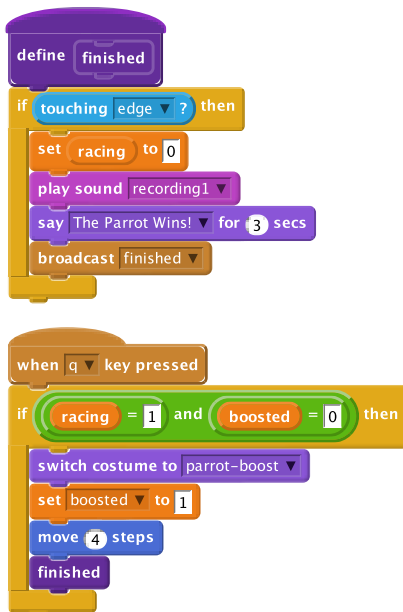 define finished
if touching edge ? then
set racing to 0
play sound recording1
say The Parrot Wins! for 3 secs
broadcast finished
when q key pressed
if racing = 1 and boosted = 0 then
switch costume to parrot-boost
set boosted to 1
move 4 steps
finished